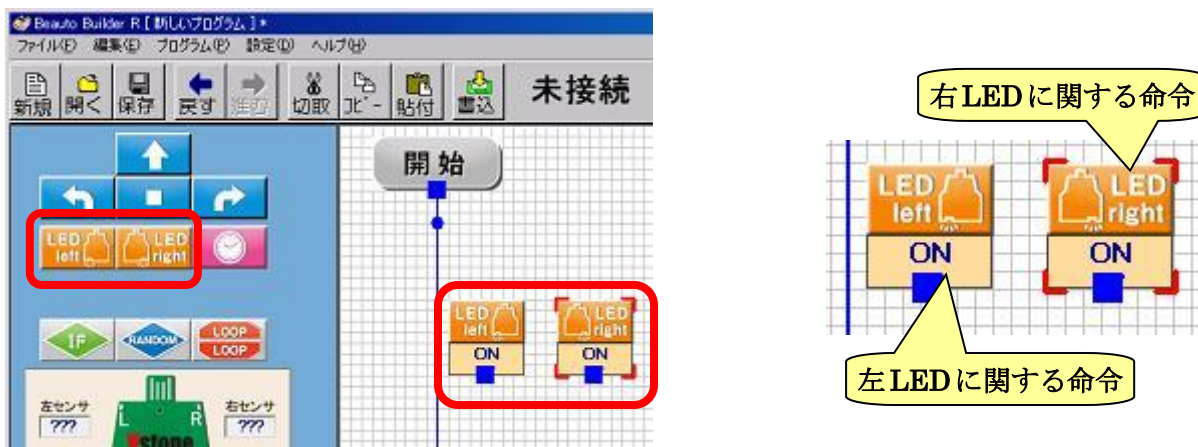 Beauto Builder R [ 新しいプログラム ] *
ファイル(F) 編集(E) プログラム(P) 設定(D) ヘルプ(H)
新規 開く 保存 戻す 進む 切取 コピー 貼付 書込 未接続
開始
LED left LED right
LED left LED right
ON ON
IF RANDOM LOOP LOOP
左センサ L R 右センサ
??? ???
Vstone
右LEDに関する命令
LED left LED right
ON ON
左LEDに関する命令